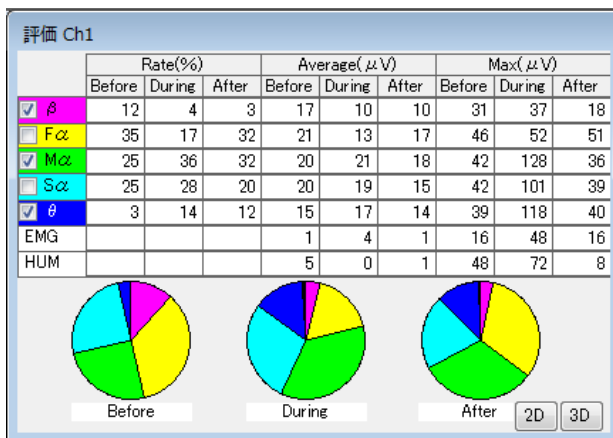 評価 Ch1
Rate(%) Average(μV) Max(μV)
Before During After Before During After Before During After
β 12 4 3 17 10 10 31 37 18
Fα 35 17 32 21 13 17 46 52 51
Mα 25 36 32 20 21 18 42 128 36
Sα 25 28 20 20 19 15 42 101 39
θ 3 14 12 15 17 14 39 118 40
EMG 1 4 1 16 48 16
HUM 5 0 1 48 72 8
Before During After 2D 3D